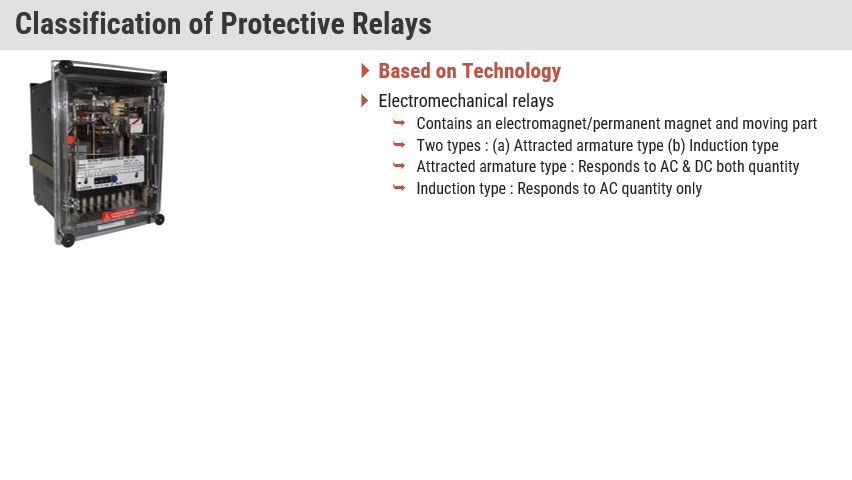 Classification of Protective Relays
Based on Technology
Electromechanical relays
Contains an electromagnet/permanent magnet and moving part
Two types : (a) Attracted armature type (b) Induction type
Attracted armature type : Responds to AC & DC both quantity
Induction type : Responds to AC quantity only